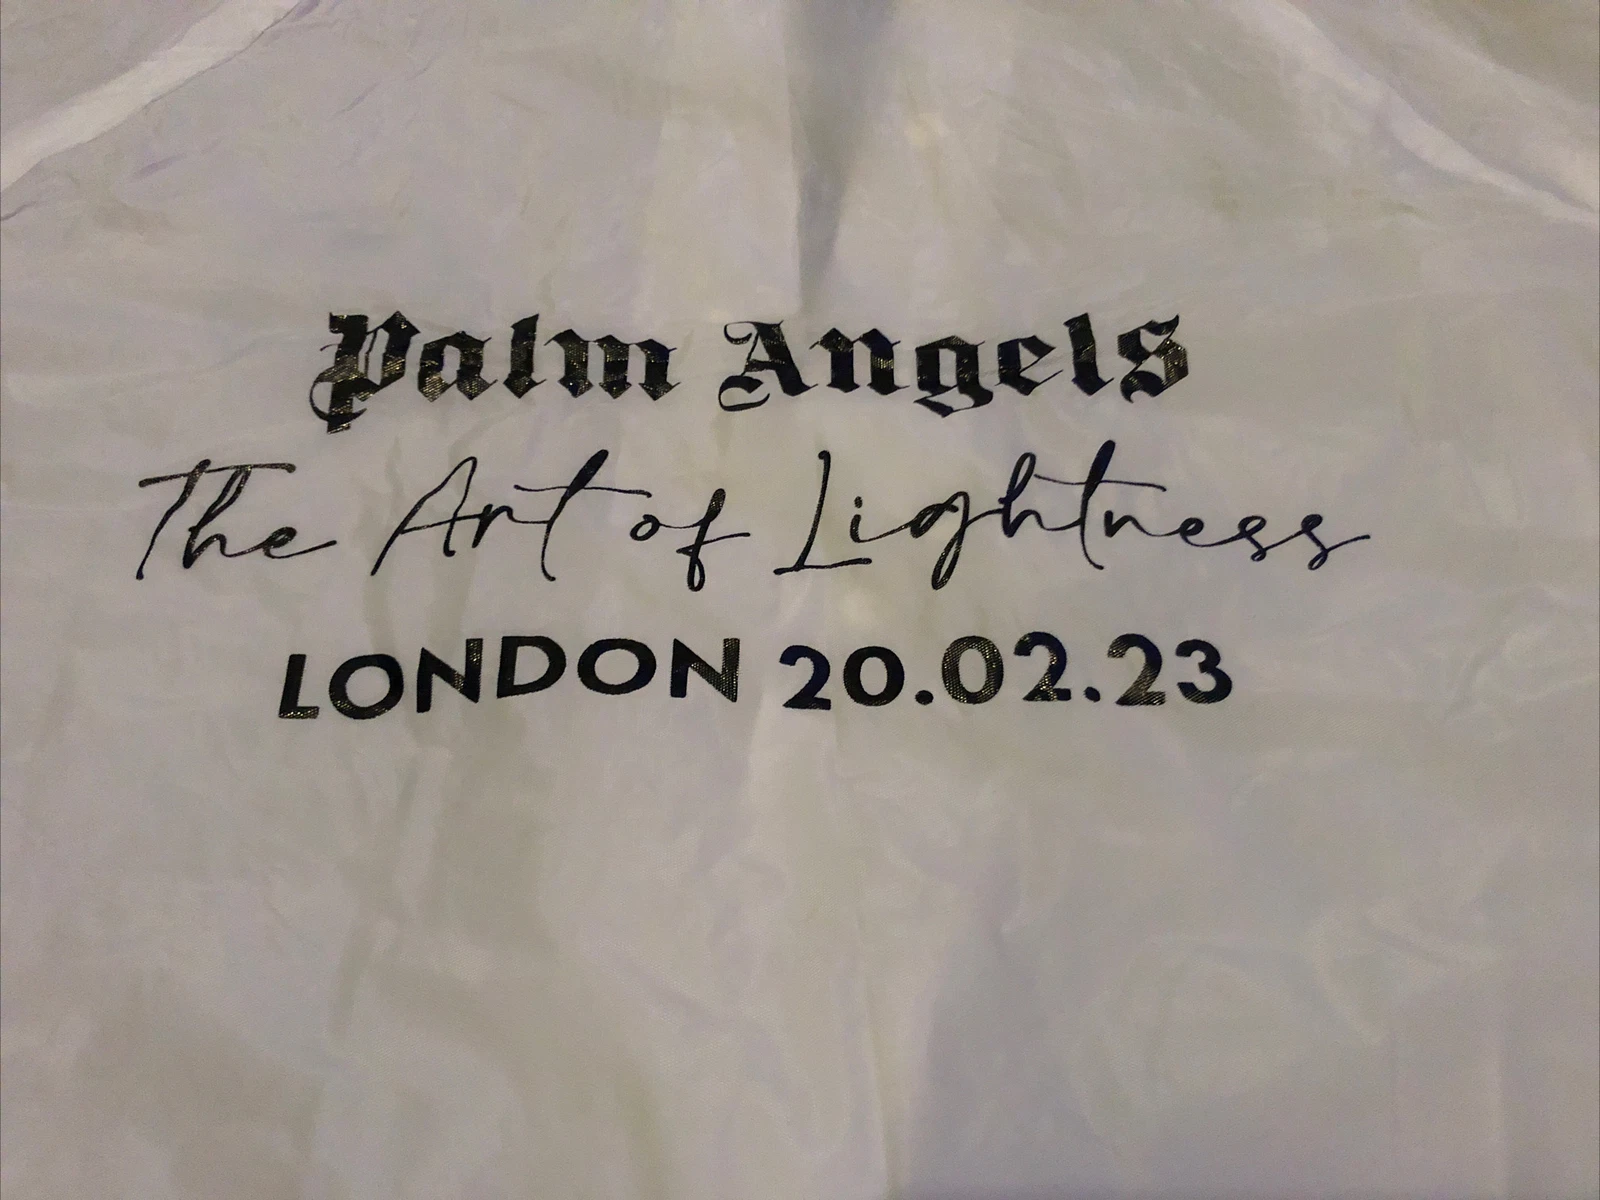 Palm Angels
The Art of Lightness
LONDON 20.02.23